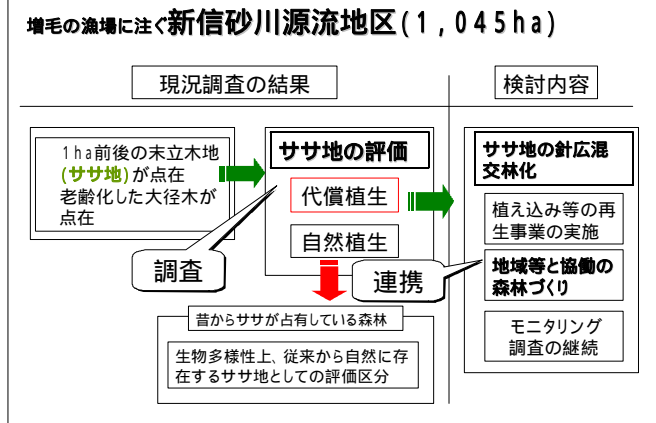 増毛の漁場に注ぐ新信砂川源流地区(1,045ha)
現況調査の結果
検討内容
1ha前後の末立木地
(ササ地)が点在
老齢化した大径木が
点在
ササ地の評価
代償植生
自然植生
調査
連携
ササ地の針広混
交林化
植え込み等の再
生事業の実施
地域等と協働の
森林づくり
モニタリング
調査の継続
昔からササが占有している森林
生物多様性上、従来から自然に存
在するササ地としての評価区分